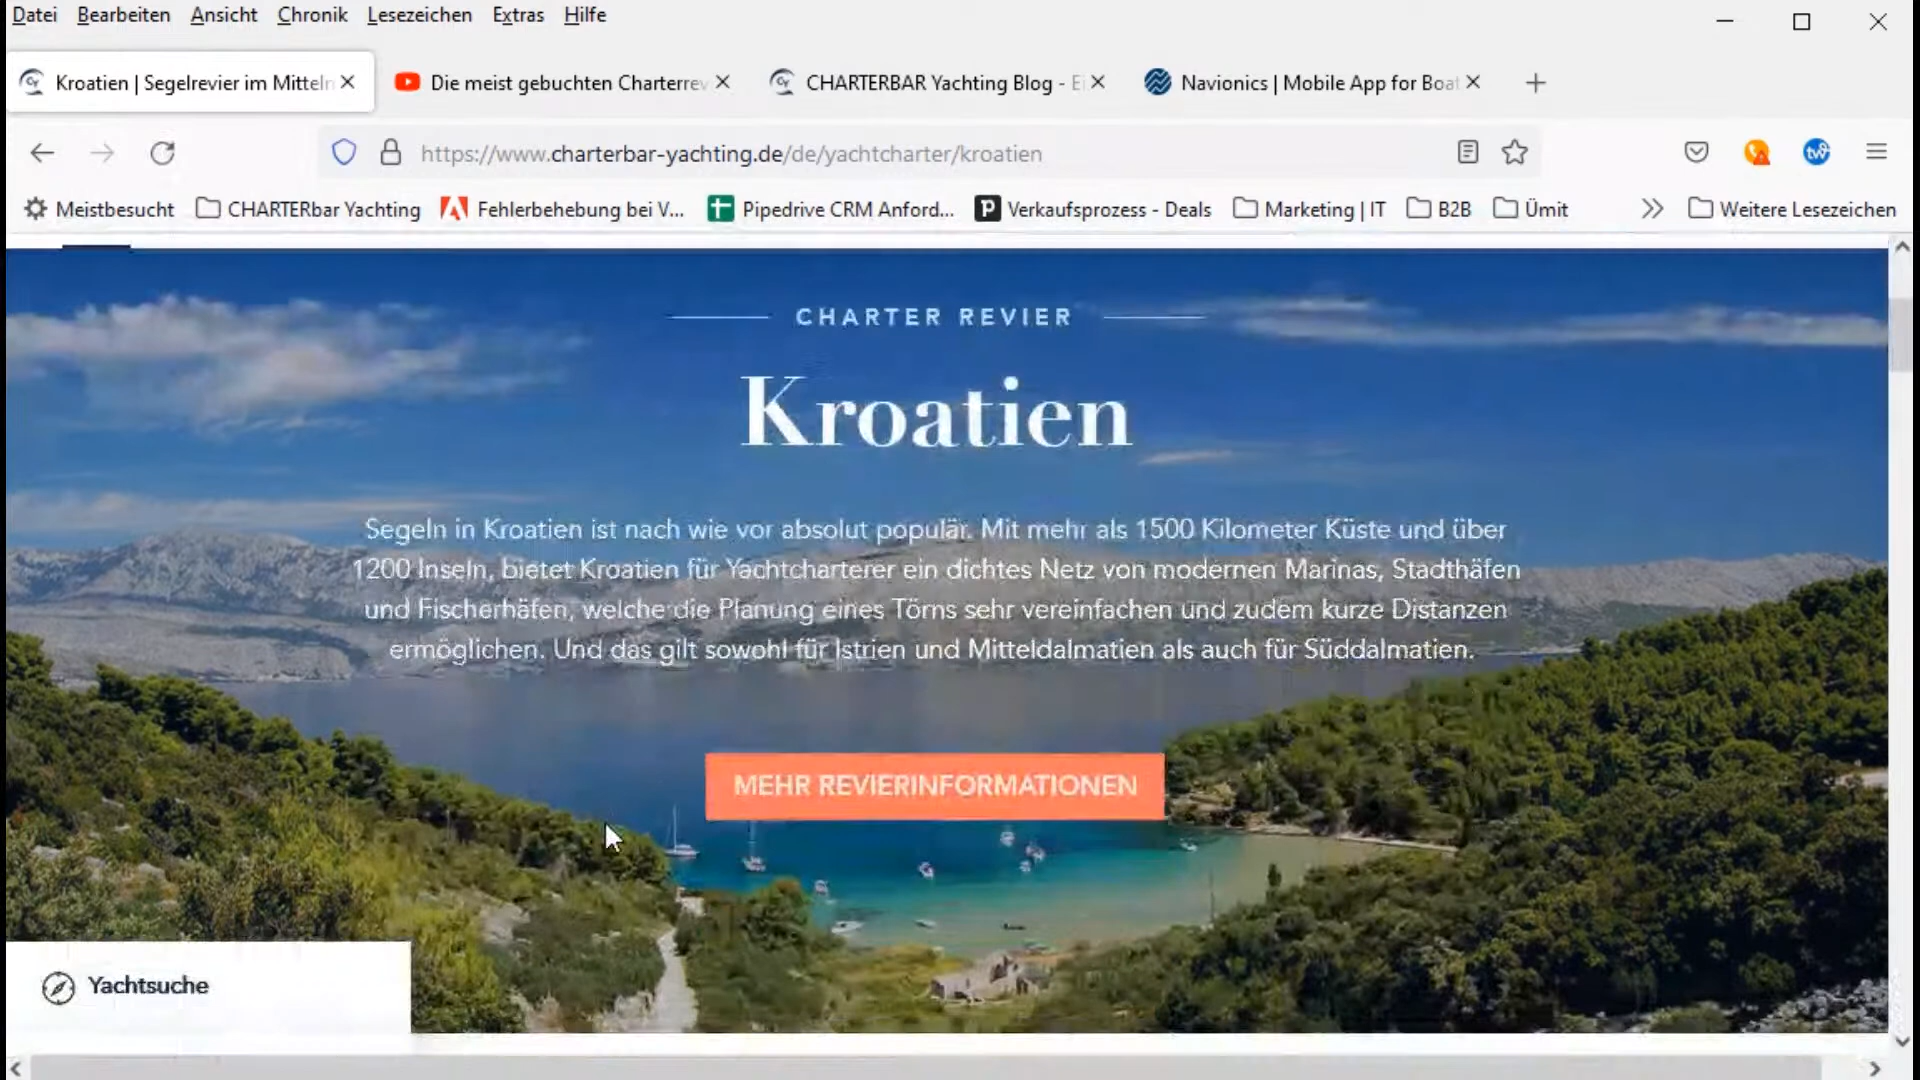 Datei Bearbeiten Ansicht Chronik Lesezeichen Extras Hilfe
Kroatien | Segelrevier im Mitteln Die meist gebuchten Charterrev CHARTERBAR Yachting Blog - Ei Navionics | Mobile App for Boat
https://www.charterbar-yachting.de/de/yachtcharter/kroatien
Meistbesucht CHARTERbar Yachting Fehlerbehebung bei V... Pipedrive CRM Anford... Verkaufsprozess - Deals Marketing | IT B2B Ümit Weitere Lesezeichen
CHARTER REVIER
Kroatien
Segeln in Kroatien ist nach wie vor absolut populär. Mit mehr als 1500 Kilometer Küste und über
1200 Inseln, bietet Kroatien für Yachtcharterer ein dichtes Netz von modernen Marinas, Stadthäfen
und Fischerhäfen, welche die Planung eines Törns sehr vereinfachen und zudem kurze Distanzen
ermöglichen. Und das gilt sowohl für Istrien und Mitteldalmatien als auch für Süddalmatien.
MEHR REVIERINFORMATIONEN
Yachtsuche